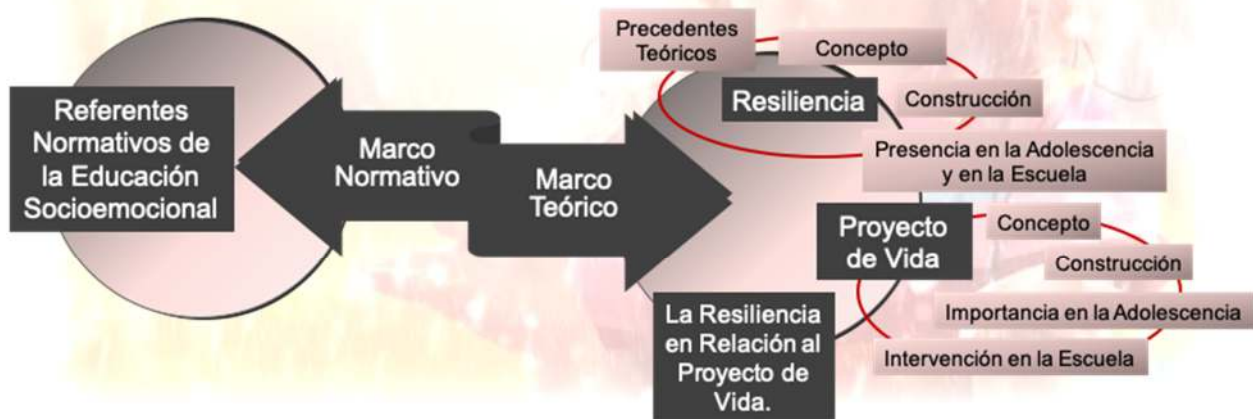 Referentes
Normativos de
la Educación
Socioemocional
Marco
Normativo
Marco
Teórico
Precedentes
Teóricos
Concepto
Resiliencia
Construcción
Presencia en la Adolescencia
y en la Escuela
Proyecto
de Vida
Concepto
Construcción
Importancia en la Adolescencia
Intervención en la Escuela
La Resiliencia
en Relación al
Proyecto de
Vida.